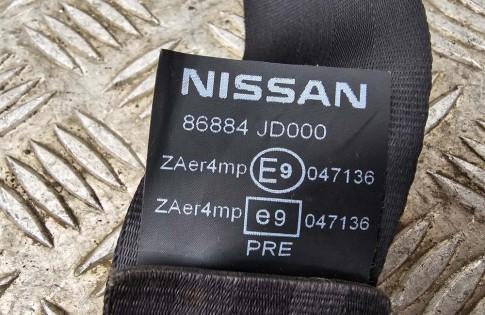 NISSAN
86884 JD000
ZAer4mp E9 047136
ZAer4mp e9 047136
PRE